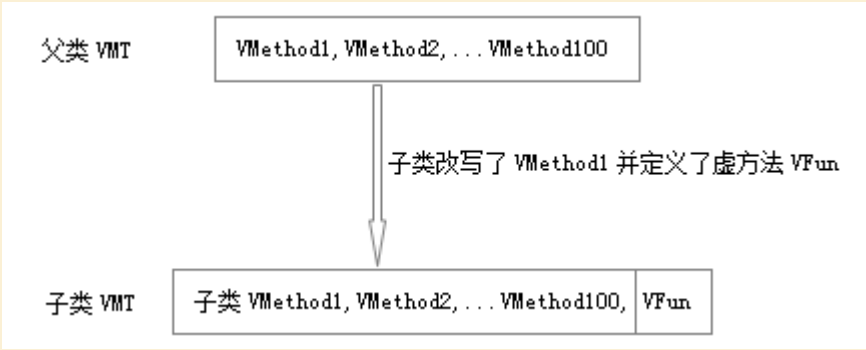 父类 VMT
VMethod1, VMethod2, ... VMethod100
子类改写了 VMethod1 并定义了虚方法 VFun
子类 VMT
子类 VMethod1, VMethod2, ... VMethod100,
VFun